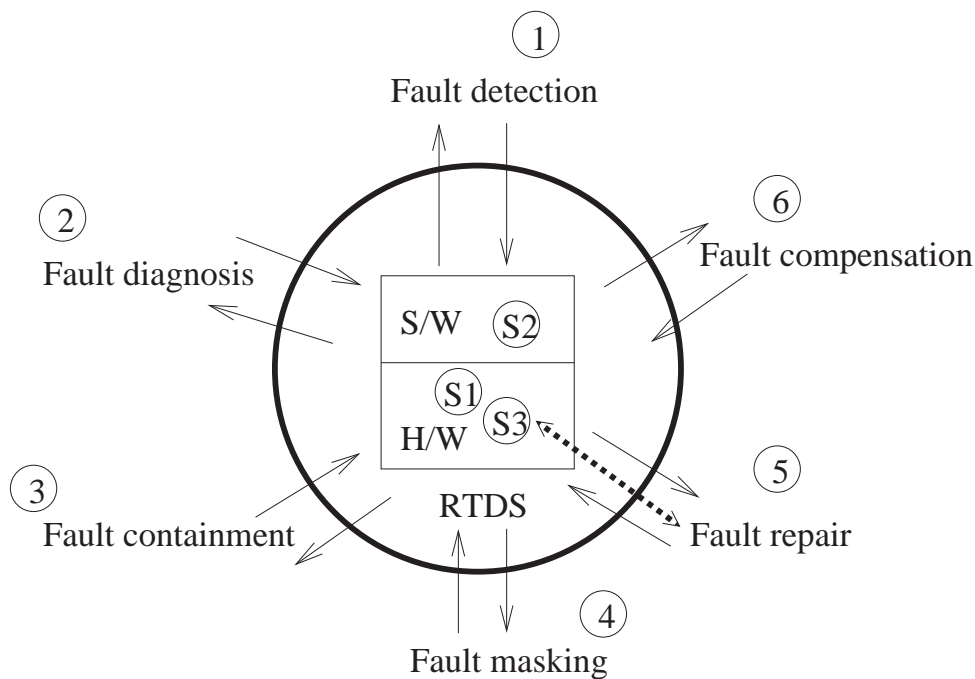 1
Fault detection
2
Fault diagnosis
6
Fault compensation
S/W S2
S1
H/W S3
3
Fault containment
RTDS
5
Fault repair
4
Fault masking